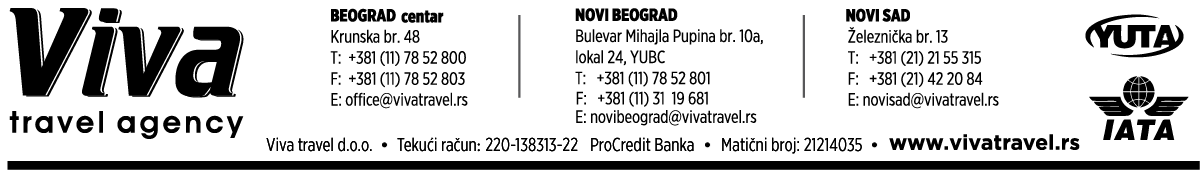 Viva
travel agency
BEOGRAD centar
Krunska br. 48
T: +381 (11) 78 52 800
F: +381 (11) 78 52 803
E: office@vivatravel.rs
NOVI BEOGRAD
Bulevar Mihajla Pupina br. 10a,
lokal 24, YUBC
T: +381 (11) 78 52 801
F: +381 (11) 31 19 681
E: novibeograd@vivatravel.rs
NOVI SAD
Železnička br. 13
T: +381 (21) 21 55 315
F: +381 (21) 42 20 84
E: novisad@vivatravel.rs
YUTA
IATA
Viva travel d.o.o. • Tekući račun: 220-138313-22 ProCredit Banka • Matični broj: 21214035 • www.vivatravel.rs